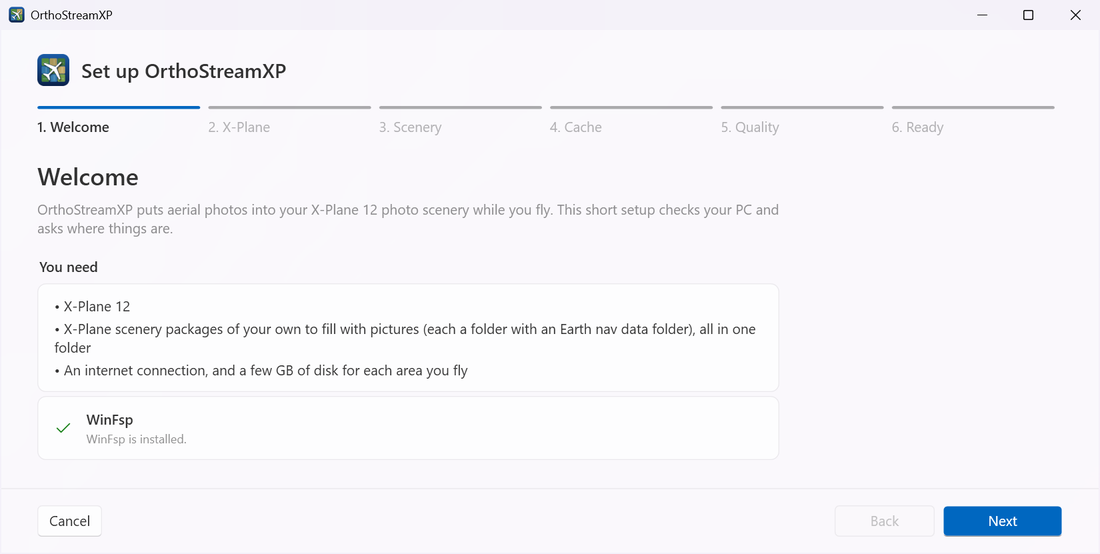 OrthoStreamXP
Set up OrthoStreamXP
1. Welcome
2. X-Plane
3. Scenery
4. Cache
5. Quality
6. Ready
Welcome
OrthoStreamXP puts aerial photos into your X-Plane 12 photo scenery while you fly. This short setup checks your PC and
asks where things are.
You need
• X-Plane 12
• X-Plane scenery packages of your own to fill with pictures (each a folder with an Earth nav data folder), all in one
folder
• An internet connection, and a few GB of disk for each area you fly
WinFsp
WinFsp is installed.
Cancel
Back
Next